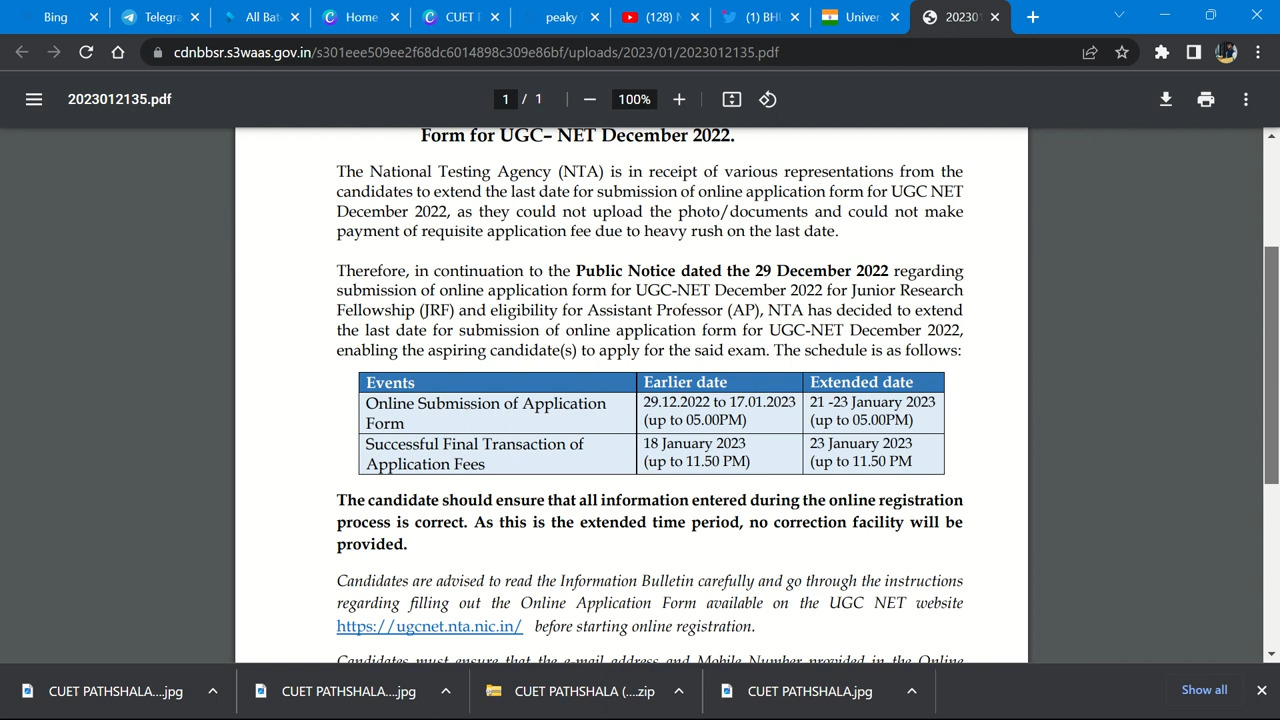 Bing
Telegra
All Bat
Home
CUET F
peaky
(128) N
(1) BH
Univer
20230
cdnbbsr.s3waas.gov.in/s301eee509ee2f68dc6014898c309e86bf/uploads/2023/01/2023012135.pdf
2023012135.pdf
1 / 1
100%
Form for UGC– NET December 2022.
The National Testing Agency (NTA) is in receipt of various representations from the
candidates to extend the last date for submission of online application form for UGC NET
December 2022, as they could not upload the photo/documents and could not make
payment of requisite application fee due to heavy rush on the last date.
Therefore, in continuation to the Public Notice dated the 29 December 2022 regarding
submission of online application form for UGC-NET December 2022 for Junior Research
Fellowship (JRF) and eligibility for Assistant Professor (AP), NTA has decided to extend
the last date for submission of online application form for UGC-NET December 2022,
enabling the aspiring candidate(s) to apply for the said exam. The schedule is as follows:
Events Earlier date Extended date
Online Submission of Application 29.12.2022 to 17.01.2023 21 -23 January 2023
Form (up to 05.00PM) (up to 05.00PM)
Successful Final Transaction of 18 January 2023 23 January 2023
Application Fees (up to 11.50 PM) (up to 11.50 PM
The candidate should ensure that all information entered during the online registration
process is correct. As this is the extended time period, no correction facility will be
provided.
Candidates are advised to read the Information Bulletin carefully and go through the instructions
regarding filling out the Online Application Form available on the UGC NET website
https://ugcnet.nta.nic.in/ before starting online registration.
Candidates must ensure that the e-mail address and Mobile Number provided in the Online
CUET PATHSHALA....jpg
CUET PATHSHALA....jpg
CUET PATHSHALA (....zip
CUET PATHSHALA.jpg
Show all